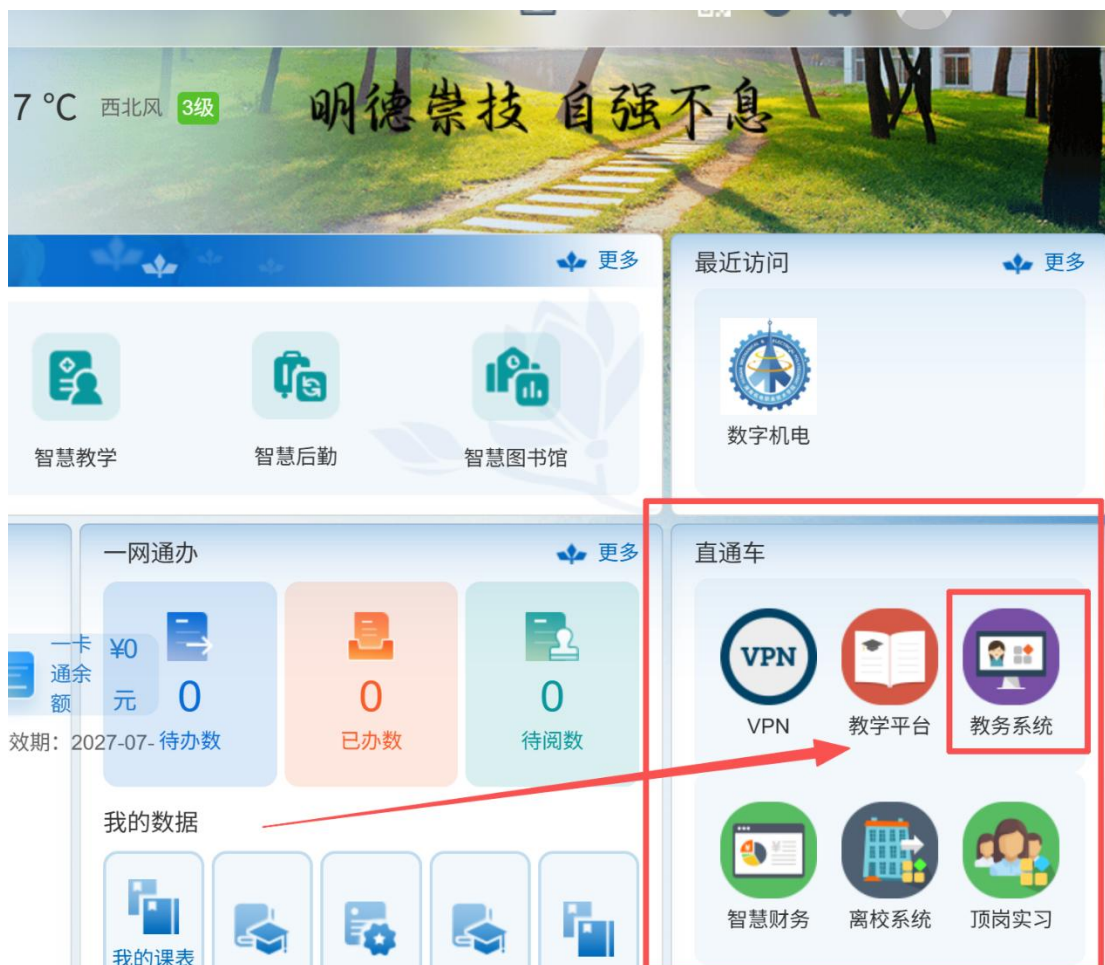 7 °C 西北风 3级
明德崇技 自强不息
更多
最近访问
更多
智慧教学
智慧后勤
智慧图书馆
数字机电
一网通办
更多
直通车
一卡通余额
¥0元
0
待办数
0
已办数
0
待阅数
效期：2027-07-
VPN
VPN
教学平台
教务系统
我的数据
我的课表
智慧财务
离校系统
顶岗实习